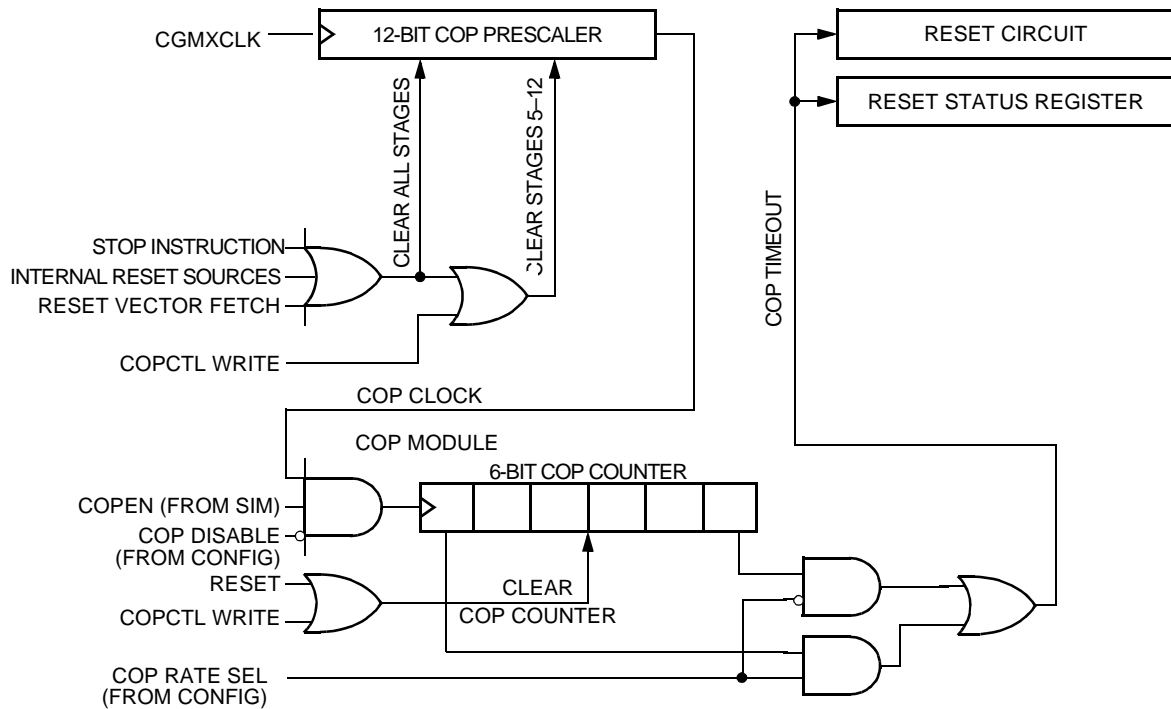 CGMXCLK
12-BIT COP PRESCALER
RESET CIRCUIT
RESET STATUS REGISTER
CLEAR ALL STAGES
CLEAR STAGES 5–12
STOP INSTRUCTION
INTERNAL RESET SOURCES
RESET VECTOR FETCH
COPCTL WRITE
COP TIMEOUT
COP CLOCK
COP MODULE
6-BIT COP COUNTER
COPEN (FROM SIM)
COP DISABLE
(FROM CONFIG)
RESET
COPCTL WRITE
CLEAR
COP COUNTER
COP RATE SEL
(FROM CONFIG)